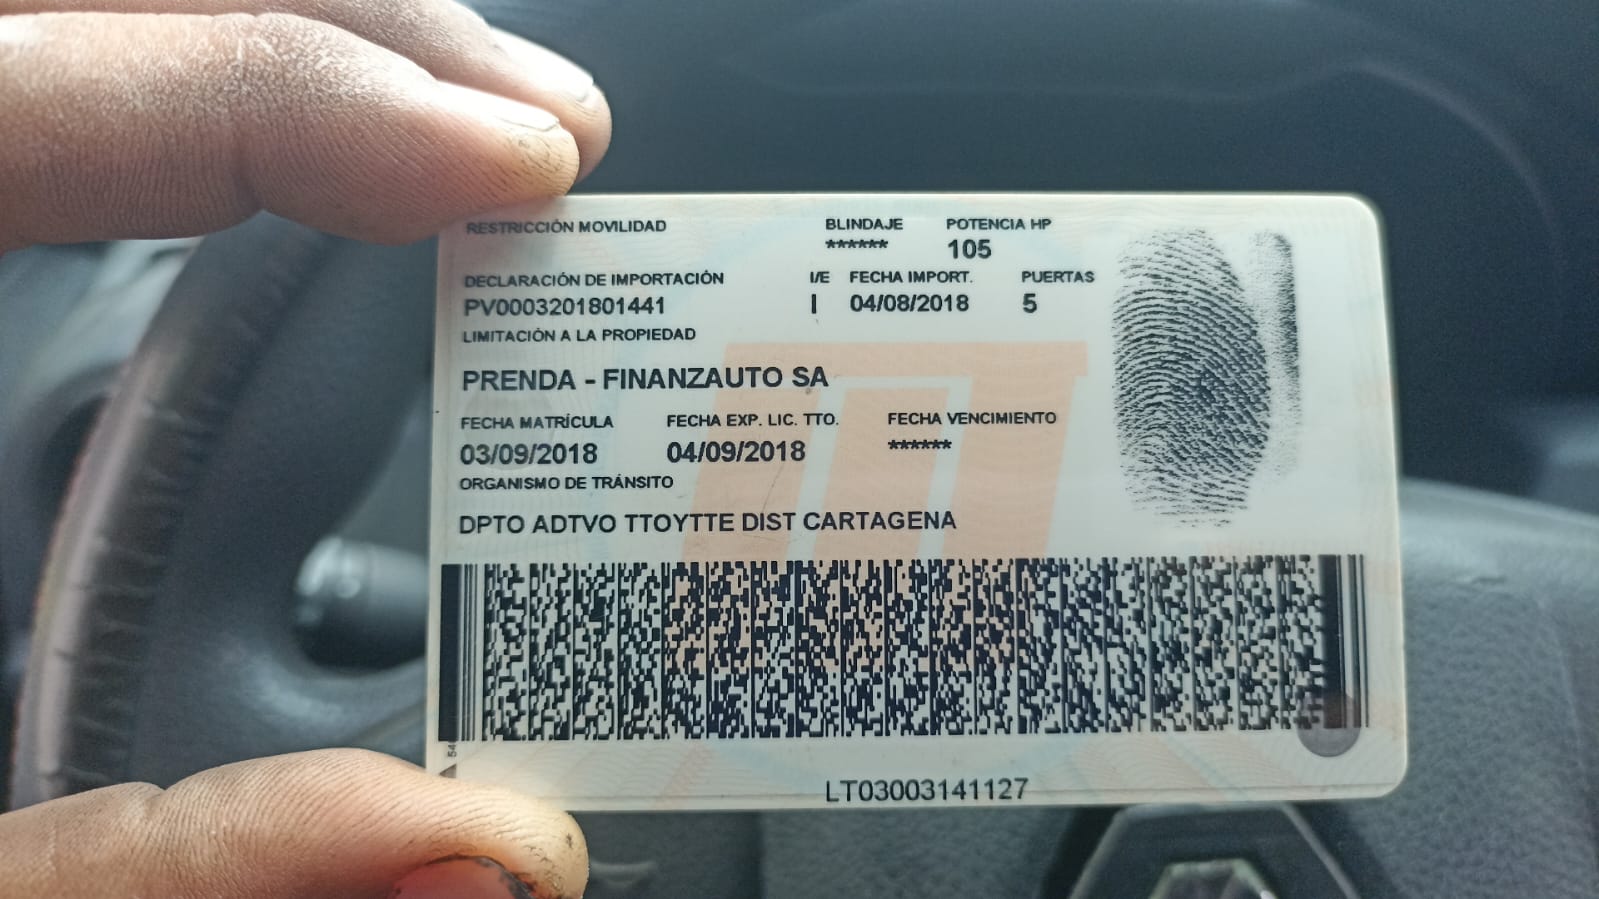 RESTRICCIÓN MOVILIDAD BLINDAJE POTENCIA HP
****** 105
DECLARACIÓN DE IMPORTACIÓN I/E FECHA IMPORT. PUERTAS
PV0003201801441 I 04/08/2018 5
LIMITACIÓN A LA PROPIEDAD
PRENDA - FINANZAUTO SA
FECHA MATRÍCULA FECHA EXP. LIC. TTO. FECHA VENCIMIENTO
03/09/2018 04/09/2018 ******
ORGANISMO DE TRÁNSITO
DPTO ADTVO TTOYTTE DIST CARTAGENA
LT03003141127